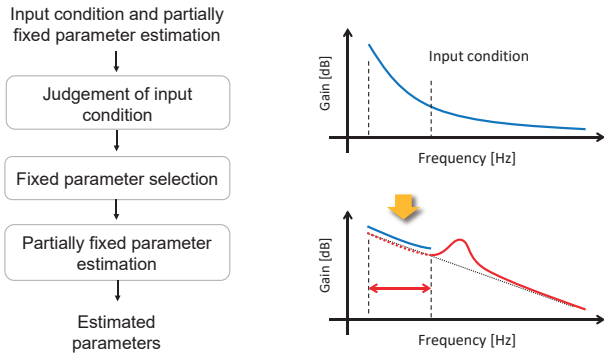 Input condition and partially
fixed parameter estimation
Judgement of input
condition
Fixed parameter selection
Partially fixed parameter
estimation
Estimated
parameters
Gain [dB]
Input condition
Frequency [Hz]
Gain [dB]
Frequency [Hz]